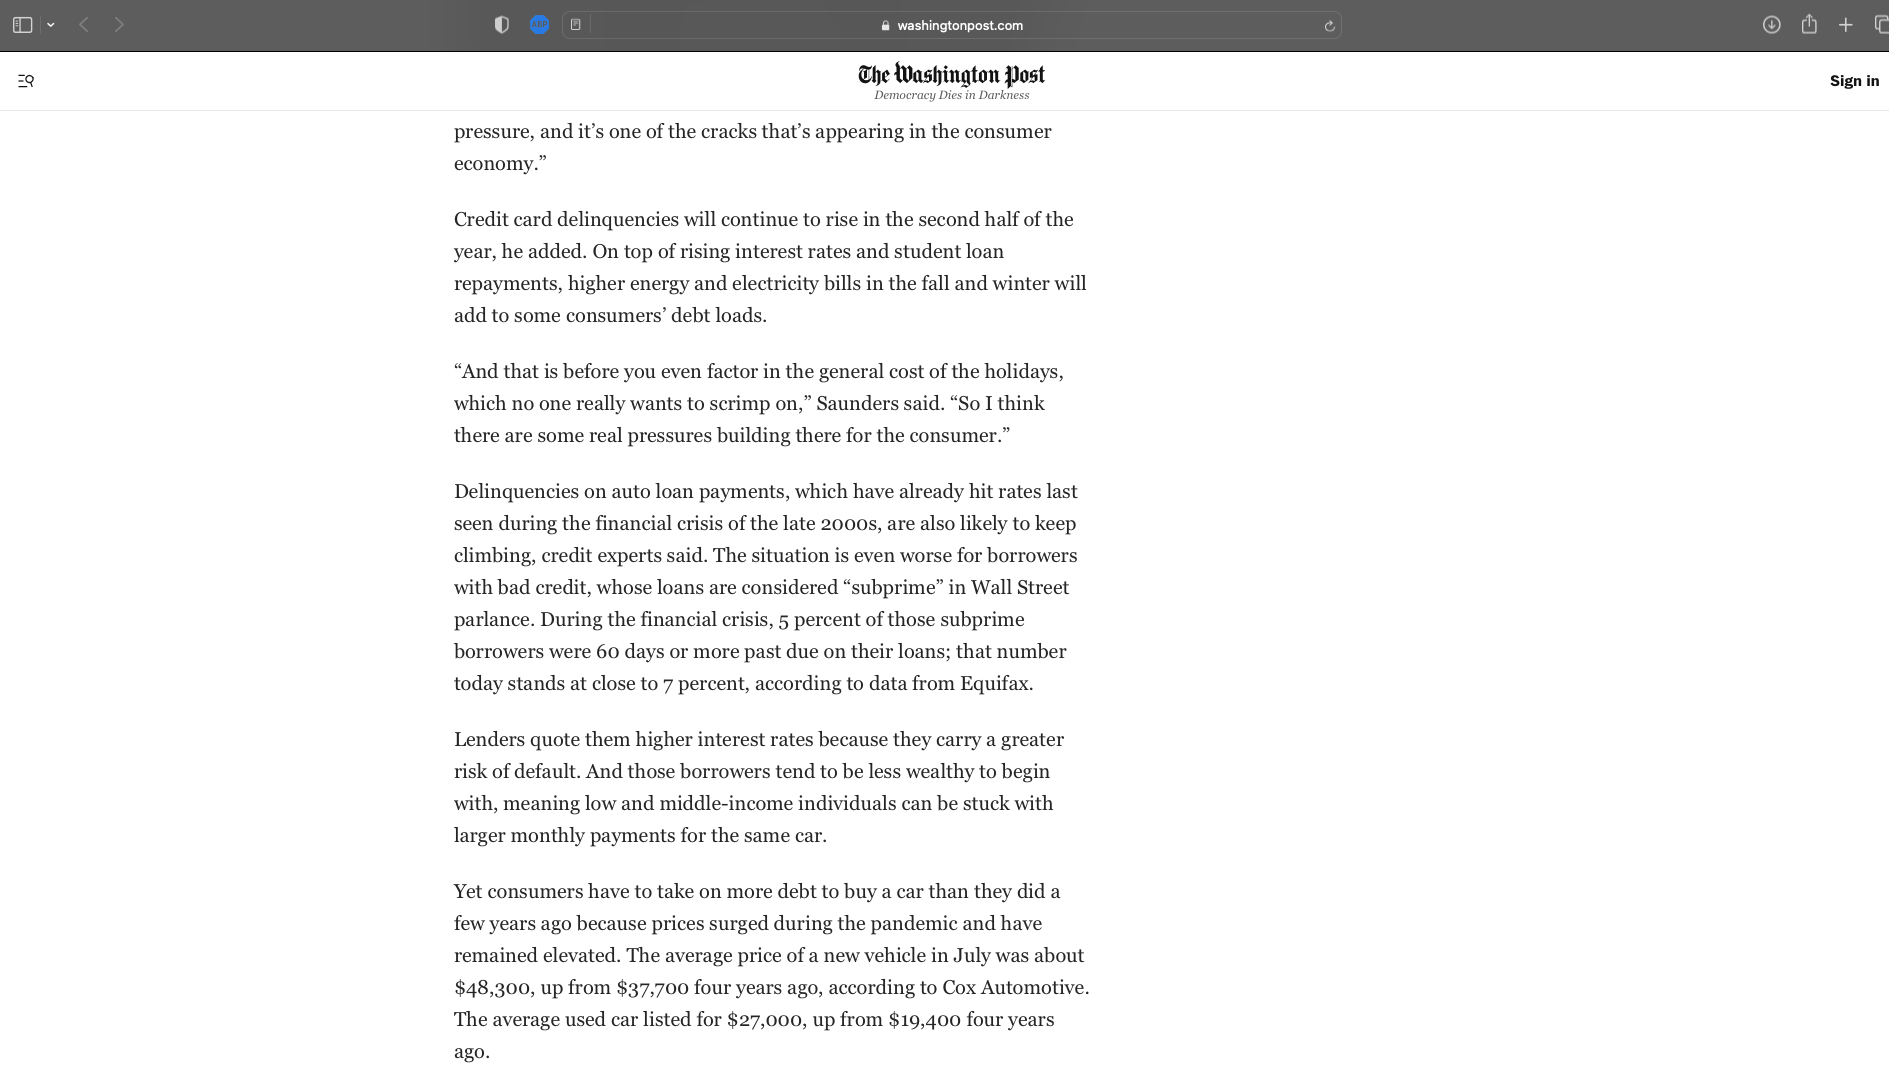 washingtonpost.com
The Washington Post
Democracy Dies in Darkness
Sign in
pressure, and it’s one of the cracks that’s appearing in the consumer
economy.”
Credit card delinquencies will continue to rise in the second half of the
year, he added. On top of rising interest rates and student loan
repayments, higher energy and electricity bills in the fall and winter will
add to some consumers’ debt loads.
“And that is before you even factor in the general cost of the holidays,
which no one really wants to scrimp on,” Saunders said. “So I think
there are some real pressures building there for the consumer.”
Delinquencies on auto loan payments, which have already hit rates last
seen during the financial crisis of the late 2000s, are also likely to keep
climbing, credit experts said. The situation is even worse for borrowers
with bad credit, whose loans are considered “subprime” in Wall Street
parlance. During the financial crisis, 5 percent of those subprime
borrowers were 60 days or more past due on their loans; that number
today stands at close to 7 percent, according to data from Equifax.
Lenders quote them higher interest rates because they carry a greater
risk of default. And those borrowers tend to be less wealthy to begin
with, meaning low and middle-income individuals can be stuck with
larger monthly payments for the same car.
Yet consumers have to take on more debt to buy a car than they did a
few years ago because prices surged during the pandemic and have
remained elevated. The average price of a new vehicle in July was about
$48,300, up from $37,700 four years ago, according to Cox Automotive.
The average used car listed for $27,000, up from $19,400 four years
ago.